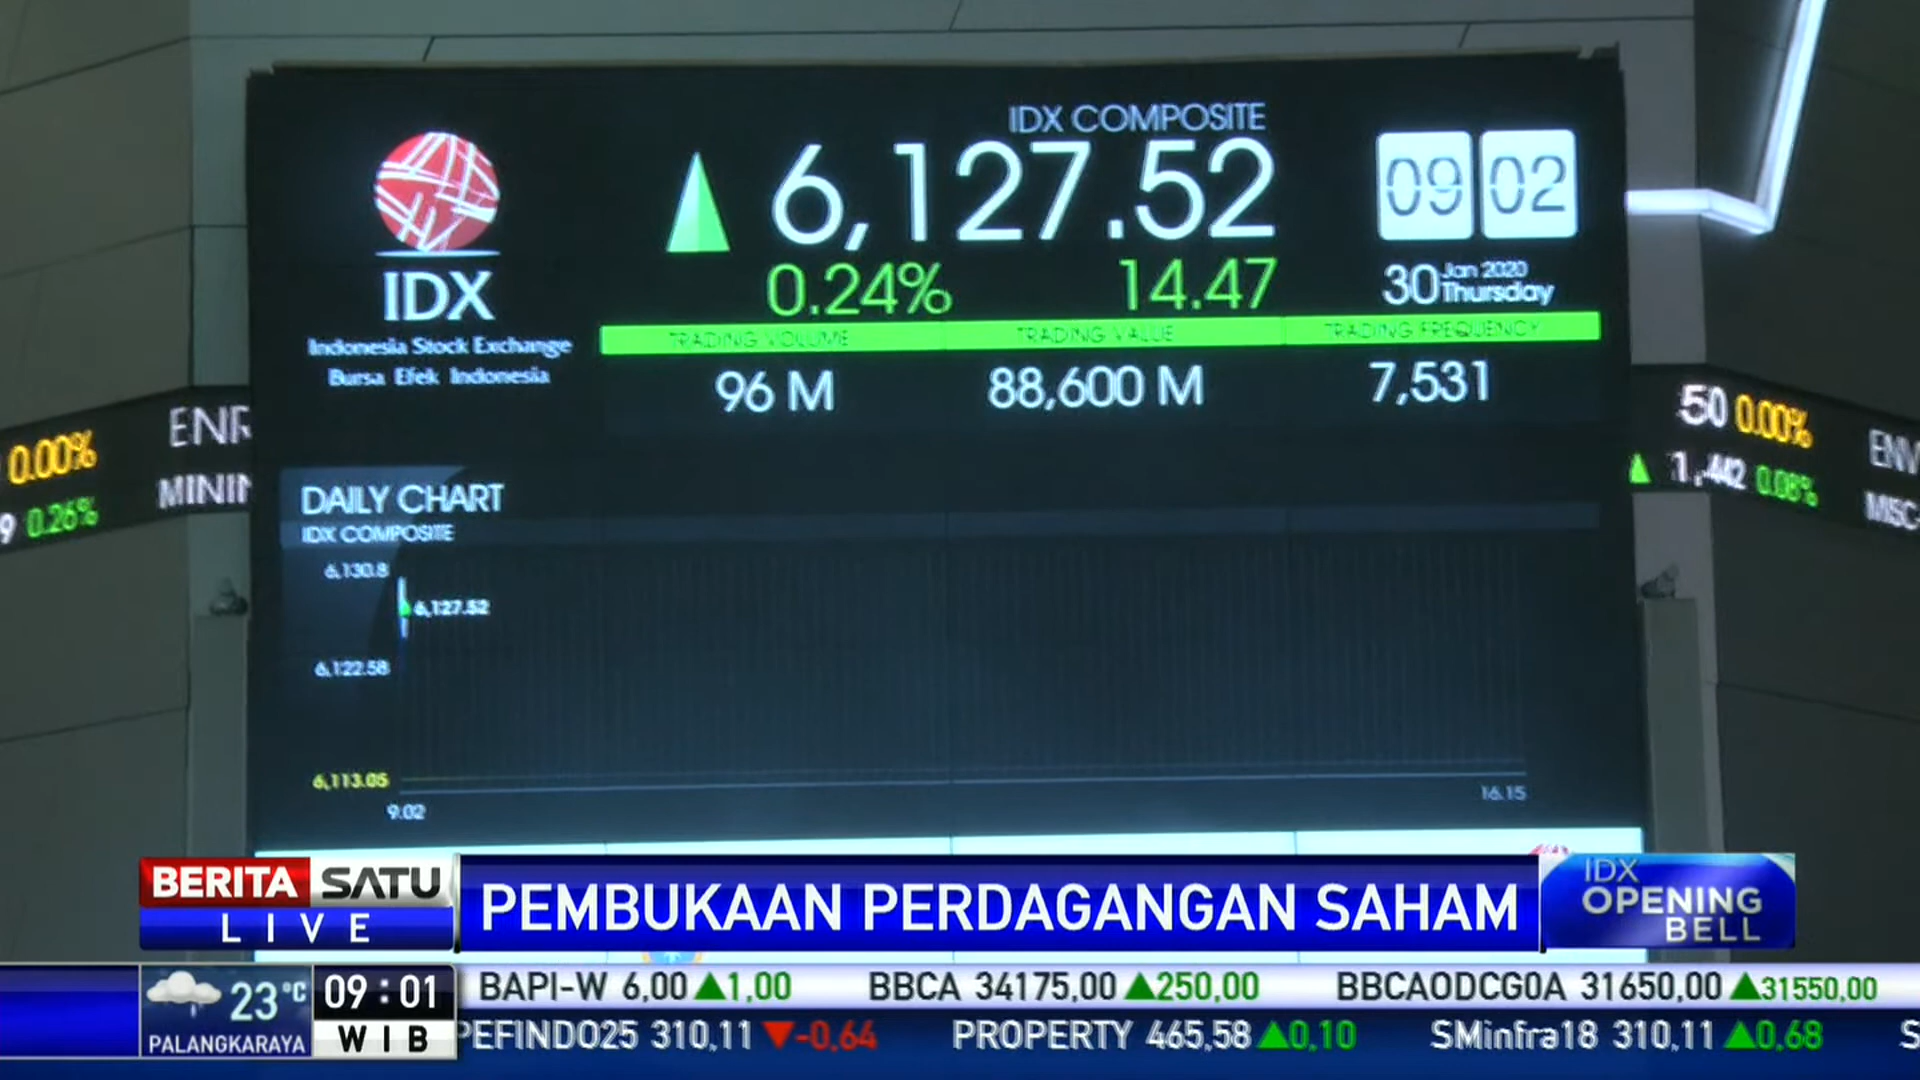 IDX COMPOSITE
6,127.52
09 02
0.24% 14.47
30 Jan 2020
Thursday
IDX
Indonesia Stock Exchange
Bursa Efek Indonesia
TRADING VOLUME TRADING VALUE TRADING FREQUENCY
96 M 88,600 M 7,531
0.00% ENR
9 0.26% MININ
50 0.00% ENV
1,442 0.08% MISC-
DAILY CHART
IDX COMPOSITE
6,130.8
6,127.52
6,122.58
6,113.05
9.02 16.15
BERITA SATU
LIVE
PEMBUKAAN PERDAGANGAN SAHAM
IDX
OPENING
BELL
23°C
PALANGKARAYA
09:01
WIB
BAPI-W 6,00 ▲1,00 BBCA 34175,00 ▲250,00 BBCAODCG0A 31650,00 ▲31550,00
PEFINDO25 310,11 ▼-0,64 PROPERTY 465,58 ▲0,10 SMinfra18 310,11 ▲0,68 S